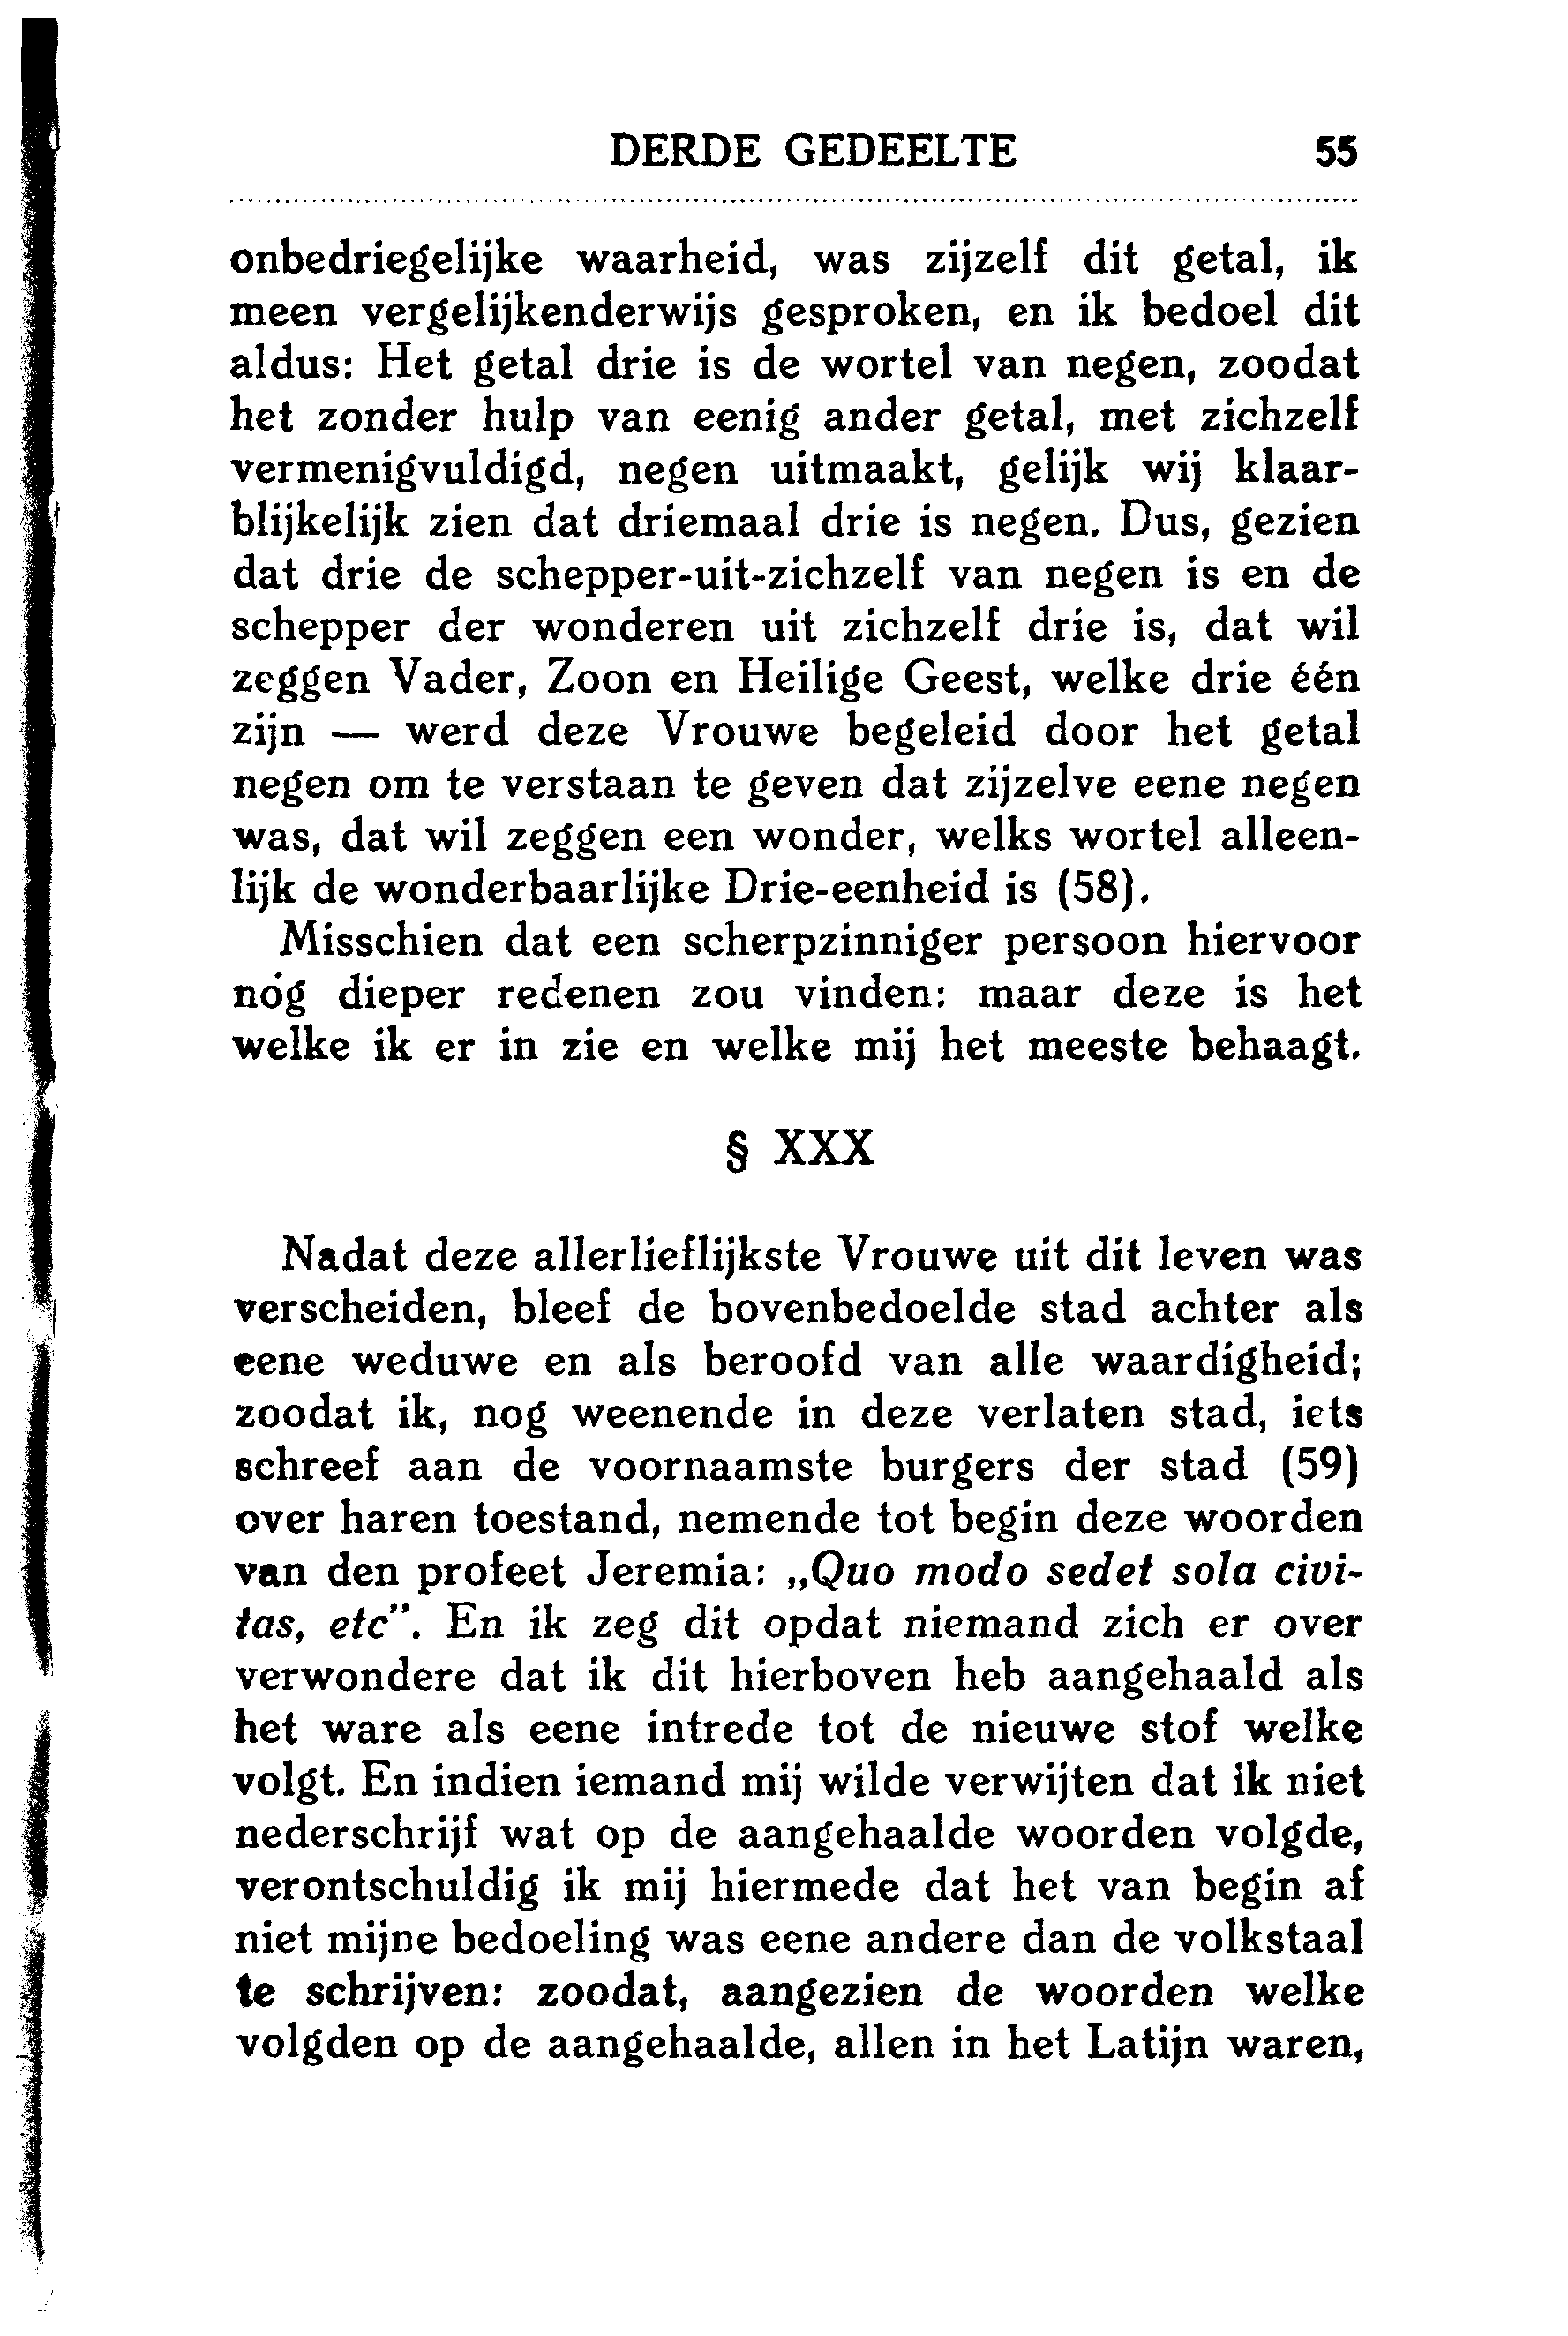 DERDE GEDEELTE 55
onbedriegelijke waarheid, was zijzelf dit getal, ik
meen vergelijkenderwijs gesproken, en ik bedoel dit
aldus: Het getal drie is de wortel van negen, zoodat
het zonder hulp van eenig ander getal, met zichzelf
vermenigvuldigd, negen uitmaakt, gelijk wij klaar-
blijkelijk zien dat driemaal drie is negen. Dus, gezien
dat drie de schepper-uit-zichzelf van negen is en de
schepper der wonderen uit zichzelf drie is, dat wil
zeggen Vader, Zoon en Heilige Geest, welke drie één
zijn — werd deze Vrouwe begeleid door het getal
negen om te verstaan te geven dat zijzelve eene negen
was, dat wil zeggen een wonder, welks wortel alleen-
lijk de wonderbaarlijke Drie-eenheid is (58).
Misschien dat een scherpzinniger persoon hiervoor
nóg dieper redenen zou vinden: maar deze is het
welke ik er in zie en welke mij het meeste behaagt.
§ XXX
Nadat deze allerlieflijkste Vrouwe uit dit leven was
verscheiden, bleef de bovenbedoelde stad achter als
eene weduwe en als beroofd van alle waardigheid;
zoodat ik, nog weenende in deze verlaten stad, iets
schreef aan de voornaamste burgers der stad (59)
over haren toestand, nemende tot begin deze woorden
van den profeet Jeremia: „Quo modo sedet sola civi-
tas, etc”. En ik zeg dit opdat niemand zich er over
verwondere dat ik dit hierboven heb aangehaald als
het ware als eene intrede tot de nieuwe stof welke
volgt. En indien iemand mij wilde verwijten dat ik niet
nederschrijf wat op de aangehaalde woorden volgde,
verontschuldig ik mij hiermede dat het van begin af
niet mijne bedoeling was eene andere dan de volkstaal
te schrijven: zoodat, aangezien de woorden welke
volgden op de aangehaalde, allen in het Latijn waren,